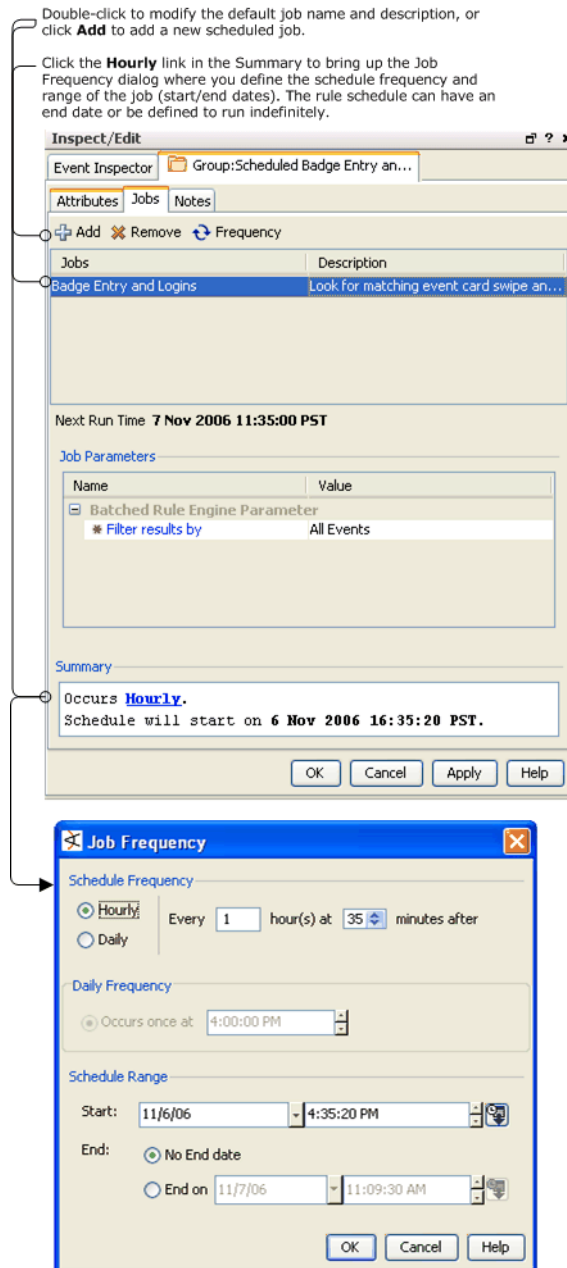 Double-click to modify the default job name and description, or
click Add to add a new scheduled job.
Click the Hourly link in the Summary to bring up the Job
Frequency dialog where you define the schedule frequency and
range of the job (start/end dates). The rule schedule can have an
end date or be defined to run indefinitely.
Inspect/Edit
Event Inspector Group:Scheduled Badge Entry an...
Attributes Jobs Notes
Add Remove Frequency
Jobs Description
Badge Entry and Logins Look for matching event card swipe an...
Next Run Time 7 Nov 2006 11:35:00 PST
Job Parameters
Name Value
Batched Rule Engine Parameter
Filter results by All Events
Summary
Occurs Hourly.
Schedule will start on 6 Nov 2006 16:35:20 PST.
OK Cancel Apply Help
Job Frequency
Schedule Frequency
Hourly Every 1 hour(s) at 35 minutes after
Daily
Daily Frequency
Occurs once at 4:00:00 PM
Schedule Range
Start: 11/6/06 4:35:20 PM
End: No End date
End on 11/7/06 11:09:30 AM
OK Cancel Help